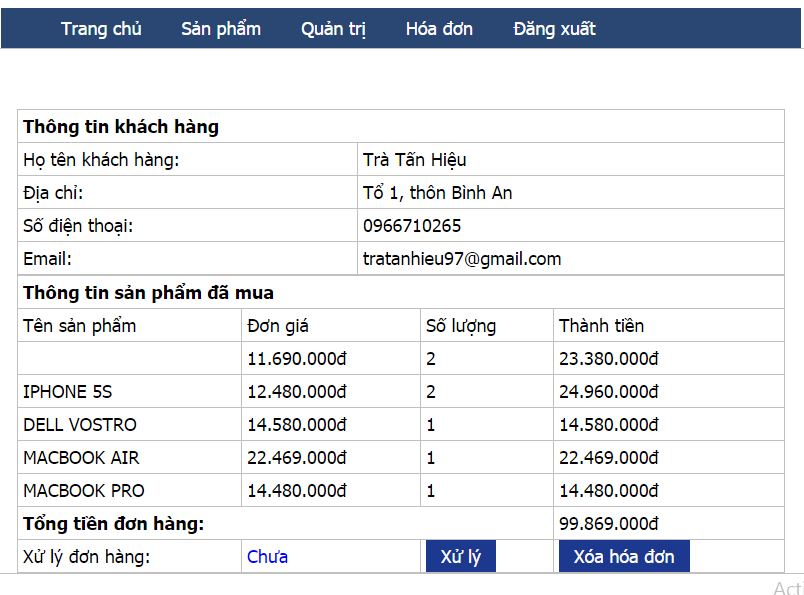 Trang chủ Sản phẩm Quản trị Hóa đơn Đăng xuất
Thông tin khách hàng
Họ tên khách hàng: Trà Tấn Hiệu
Địa chỉ: Tổ 1, thôn Bình An
Số điện thoại: 0966710265
Email: tratanhieu97@gmail.com
Thông tin sản phẩm đã mua
Tên sản phẩm Đơn giá Số lượng Thành tiền
11.690.000đ 2 23.380.000đ
IPHONE 5S 12.480.000đ 2 24.960.000đ
DELL VOSTRO 14.580.000đ 1 14.580.000đ
MACBOOK AIR 22.469.000đ 1 22.469.000đ
MACBOOK PRO 14.480.000đ 1 14.480.000đ
Tổng tiền đơn hàng: 99.869.000đ
Xử lý đơn hàng: Chưa Xử lý Xóa hóa đơn